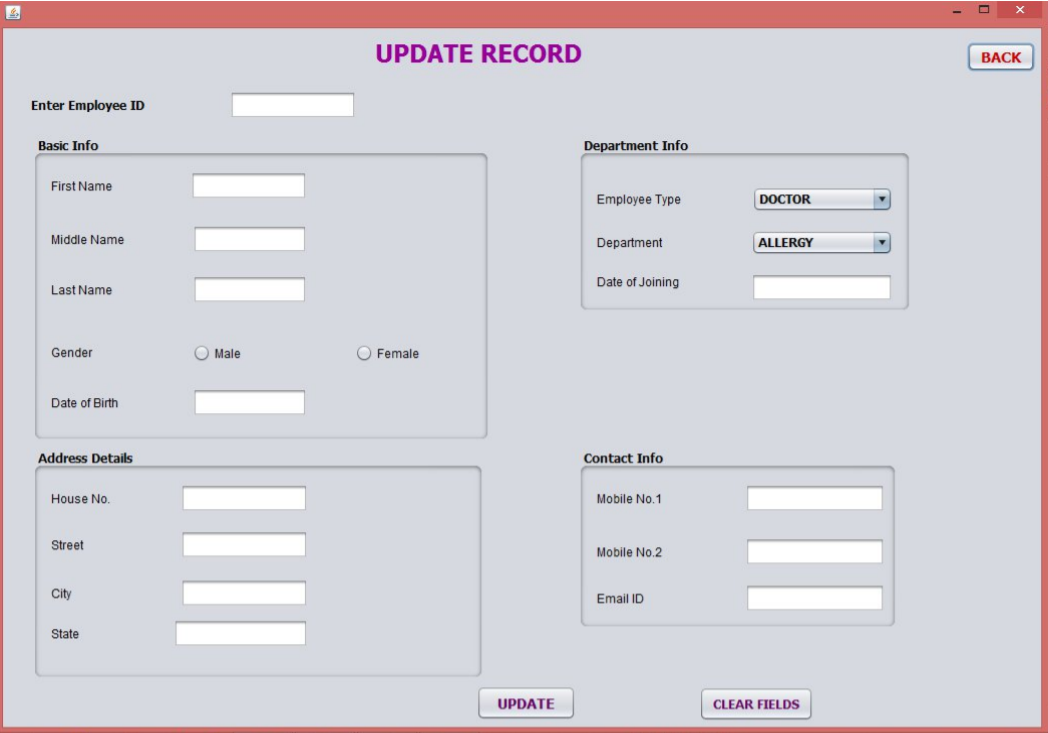 UPDATE RECORD
BACK
Enter Employee ID
Basic Info
First Name
Middle Name
Last Name
Gender Male Female
Date of Birth
Department Info
Employee Type DOCTOR
Department ALLERGY
Date of Joining
Address Details
House No.
Street
City
State
Contact Info
Mobile No.1
Mobile No.2
Email ID
UPDATE CLEAR FIELDS